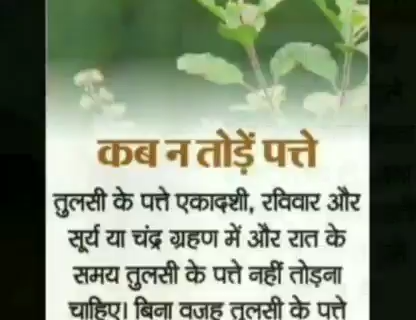 कब न तोड़ें पत्ते
तुलसी के पत्ते एकादशी, रविवार और
सूर्य या चंद्र ग्रहण में और रात के
समय तुलसी के पत्ते नहीं तोड़ना
चाहिए। बिना वजह तुलसी के पत्ते